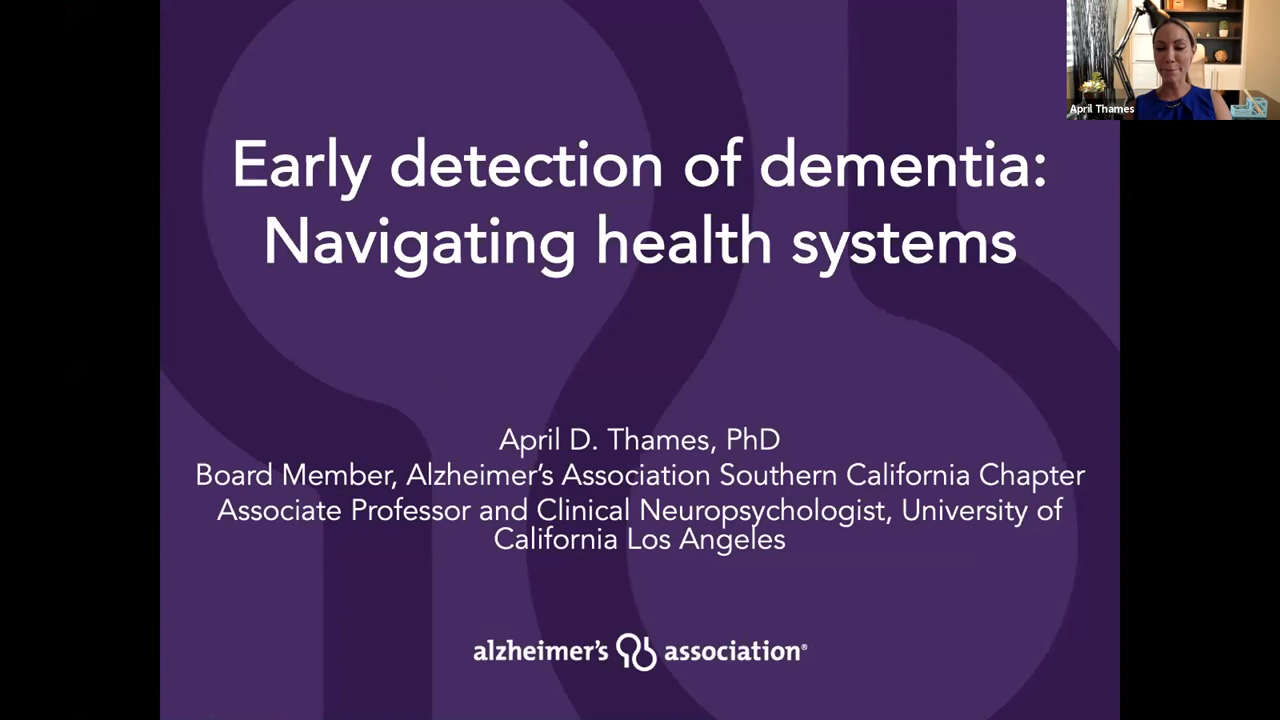 April Thames
Early detection of dementia:
Navigating health systems
April D. Thames, PhD
Board Member, Alzheimer's Association Southern California Chapter
Associate Professor and Clinical Neuropsychologist, University of
California Los Angeles
alzheimer's association®